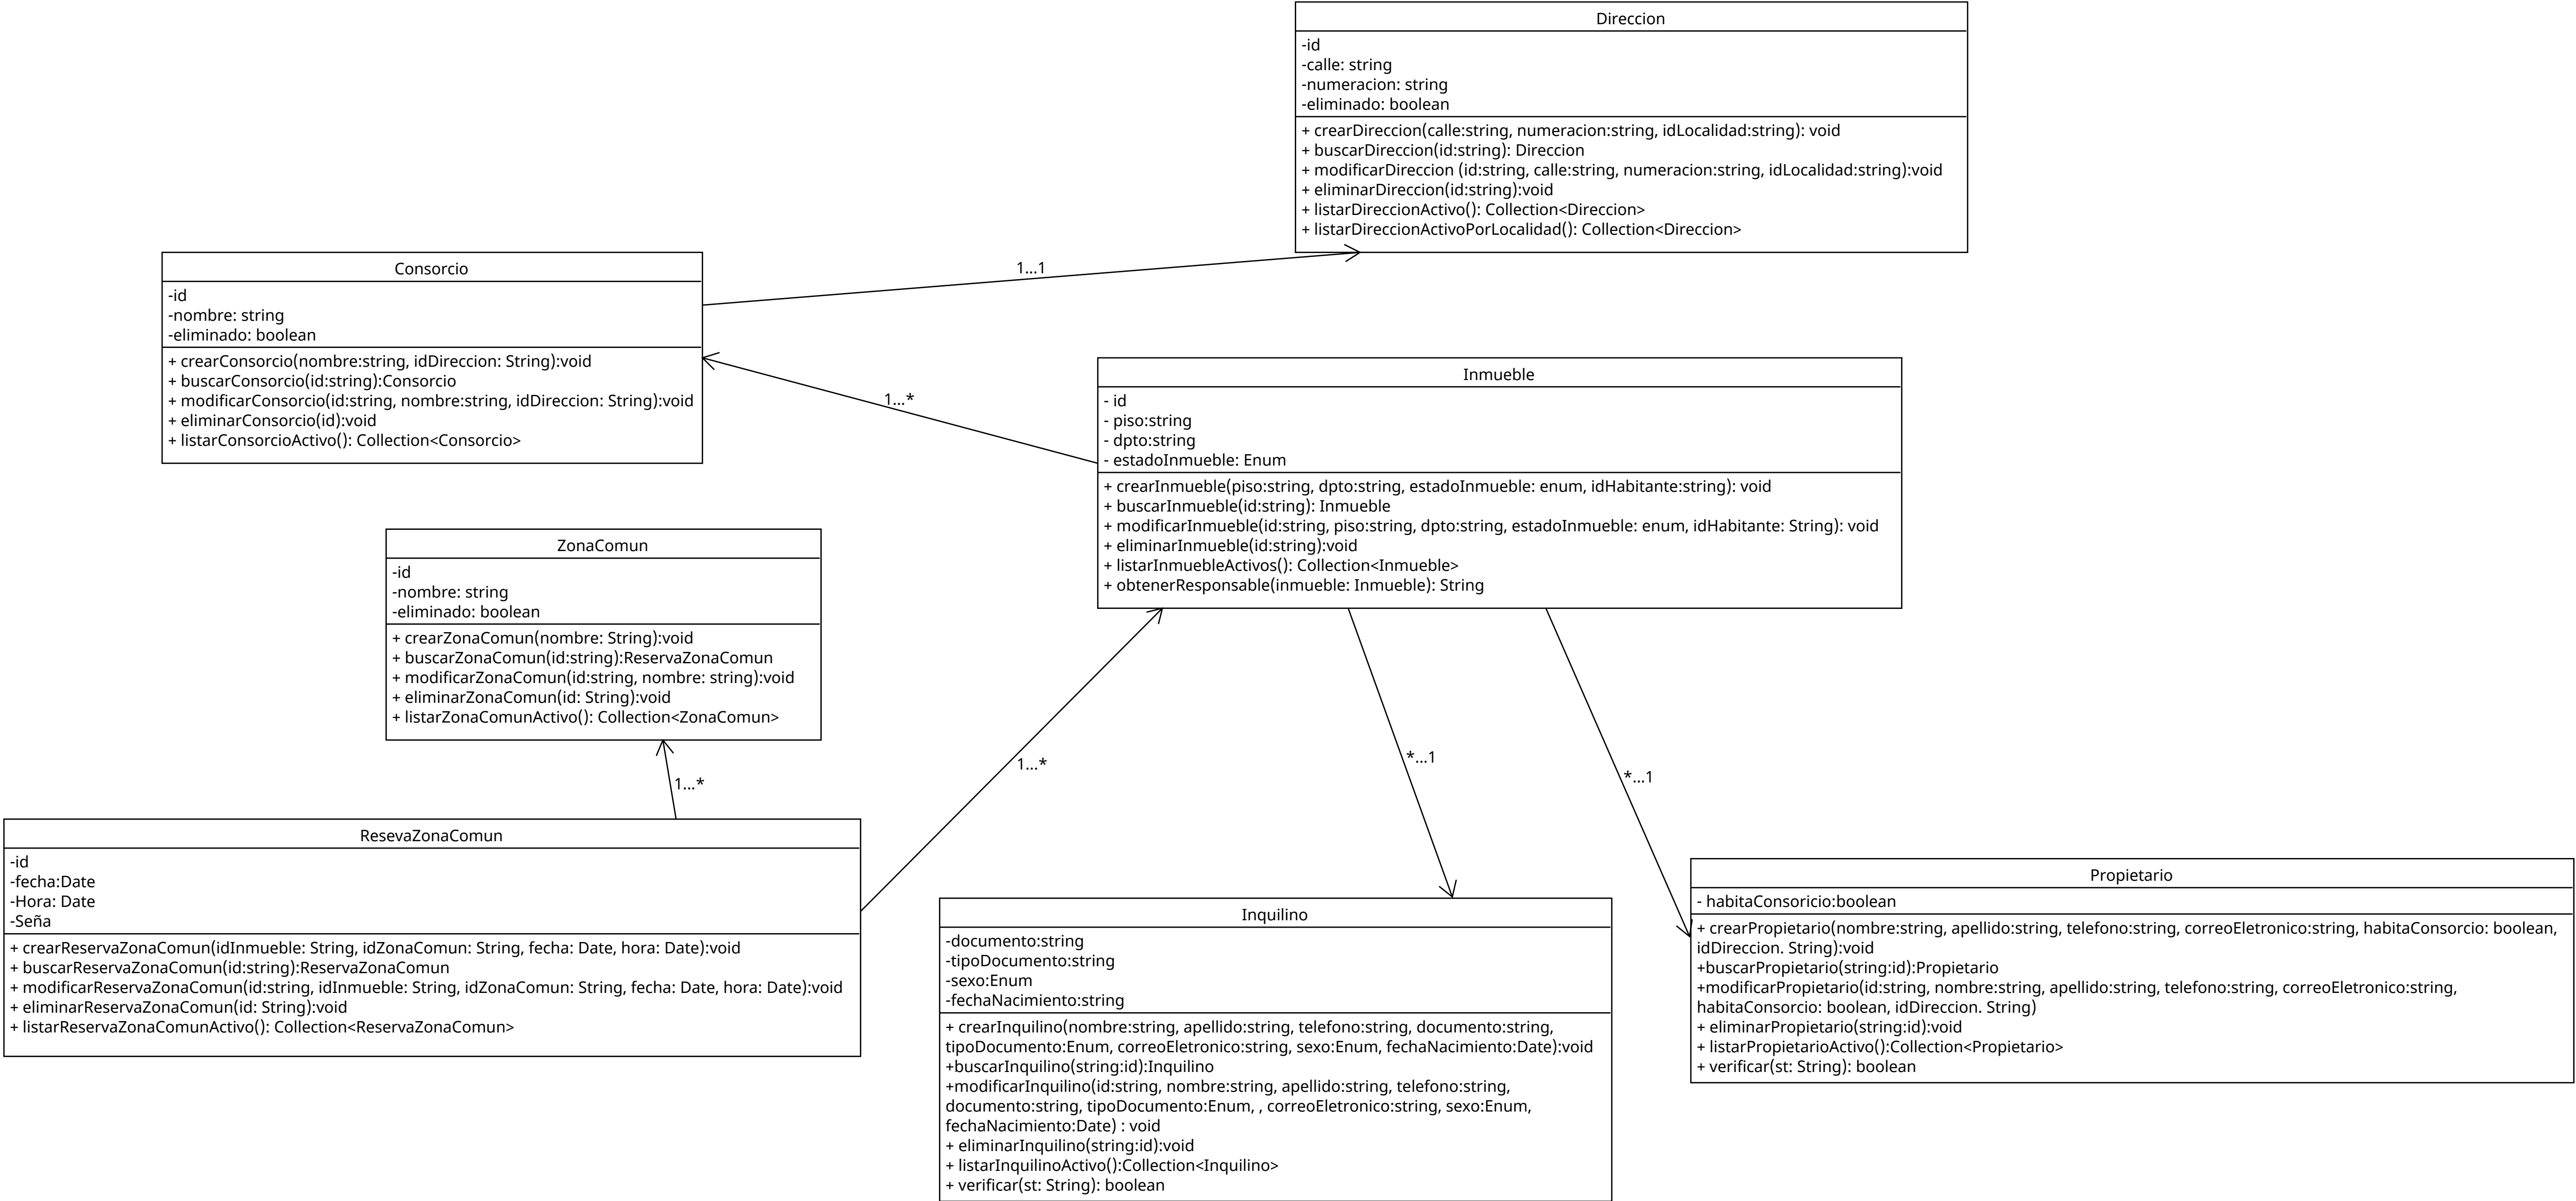 Direccion
-id
-calle: string
-numeracion: string
-eliminado: boolean
+ crearDireccion(calle:string, numeracion:string, idLocalidad:string): void
+ buscarDireccion(id:string): Direccion
+ modificarDireccion (id:string, calle:string, numeracion:string, idLocalidad:string):void
+ eliminarDireccion(id:string):void
+ listarDireccionActivo(): Collection<Direccion>
+ listarDireccionActivoPorLocalidad(): Collection<Direccion>
1...1
Consorcio
-id
-nombre: string
-eliminado: boolean
+ crearConsorcio(nombre:string, idDireccion: String):void
+ buscarConsorcio(id:string):Consorcio
+ modificarConsorcio(id:string, nombre:string, idDireccion: String):void
+ eliminarConsorcio(id):void
+ listarConsorcioActivo(): Collection<Consorcio>
1...*
Inmueble
- id
- piso:string
- dpto:string
- estadoInmueble: Enum
+ crearInmueble(piso:string, dpto:string, estadoInmueble: enum, idHabitante:string): void
+ buscarInmueble(id:string): Inmueble
+ modificarInmueble(id:string, piso:string, dpto:string, estadoInmueble: enum, idHabitante: String): void
+ eliminarInmueble(id:string):void
+ listarInmuebleActivos(): Collection<Inmueble>
+ obtenerResponsable(inmueble: Inmueble): String
ZonaComun
-id
-nombre: string
-eliminado: boolean
+ crearZonaComun(nombre: String):void
+ buscarZonaComun(id:string):ReservaZonaComun
+ modificarZonaComun(id:string, nombre: string):void
+ eliminarZonaComun(id: String):void
+ listarZonaComunActivo(): Collection<ZonaComun>
1...*
1...*
*...1
*...1
ResevaZonaComun
-id
-fecha:Date
-Hora: Date
-Seña
+ crearReservaZonaComun(idInmueble: String, idZonaComun: String, fecha: Date, hora: Date):void
+ buscarReservaZonaComun(id:string):ReservaZonaComun
+ modificarReservaZonaComun(id:string, idInmueble: String, idZonaComun: String, fecha: Date, hora: Date):void
+ eliminarReservaZonaComun(id: String):void
+ listarReservaZonaComunActivo(): Collection<ReservaZonaComun>
Inquilino
-documento:string
-tipoDocumento:string
-sexo:Enum
-fechaNacimiento:string
+ crearInquilino(nombre:string, apellido:string, telefono:string, documento:string,
tipoDocumento:Enum, correoEletronico:string, sexo:Enum, fechaNacimiento:Date):void
+buscarInquilino(string:id):Inquilino
+modificarInquilino(id:string, nombre:string, apellido:string, telefono:string,
documento:string, tipoDocumento:Enum, , correoEletronico:string, sexo:Enum,
fechaNacimiento:Date) : void
+ eliminarInquilino(string:id):void
+ listarInquilinoActivo():Collection<Inquilino>
+ verificar(st: String): boolean
Propietario
- habitaConsoricio:boolean
+ crearPropietario(nombre:string, apellido:string, telefono:string, correoEletronico:string, habitaConsorcio: boolean,
idDireccion. String):void
+buscarPropietario(string:id):Propietario
+modificarPropietario(id:string, nombre:string, apellido:string, telefono:string, correoEletronico:string,
habitaConsorcio: boolean, idDireccion. String)
+ eliminarPropietario(string:id):void
+ listarPropietarioActivo():Collection<Propietario>
+ verificar(st: String): boolean